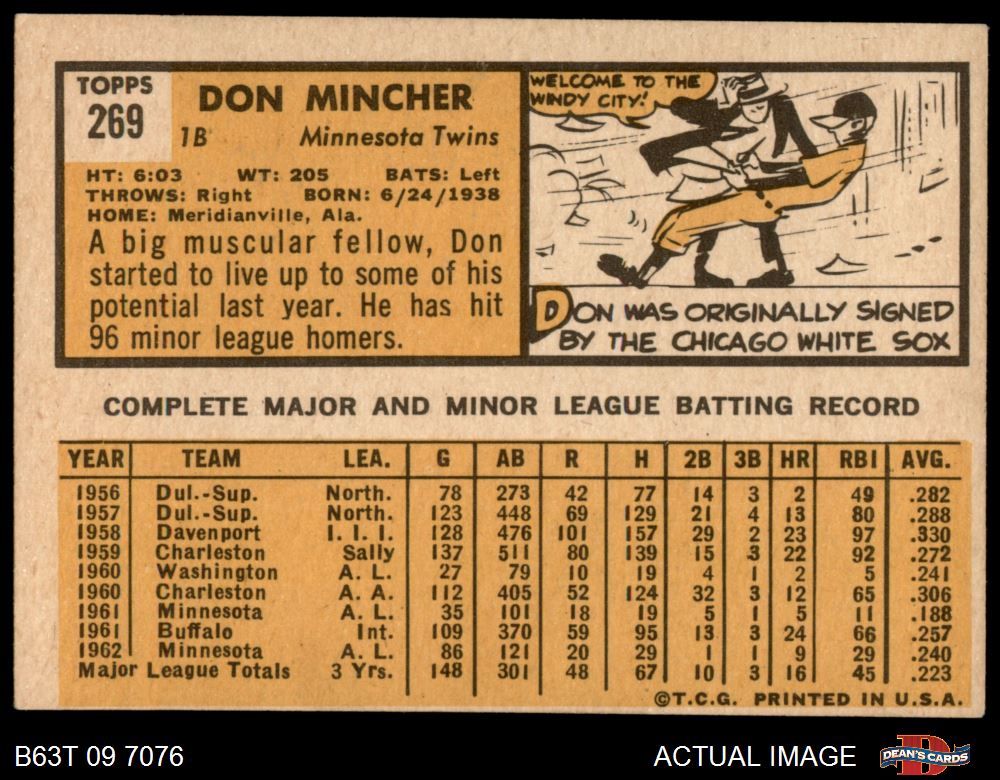 TOPPS
269
DON MINCHER
1B Minnesota Twins
HT: 6:03 WT: 205 BATS: Left
THROWS: Right BORN: 6/24/1938
HOME: Meridianville, Ala.
A big muscular fellow, Don
started to live up to some of his
potential last year. He has hit
96 minor league homers.
WELCOME TO THE
WINDY CITY!
DON WAS ORIGINALLY SIGNED
BY THE CHICAGO WHITE SOX
COMPLETE MAJOR AND MINOR LEAGUE BATTING RECORD
YEAR TEAM LEA. G AB R H 2B 3B HR RBI AVG.
1956 Dul.-Sup. North. 78 273 42 77 14 3 2 49 .282
1957 Dul.-Sup. North. 123 448 69 129 21 4 13 80 .288
1958 Davenport I. I. I. 128 476 101 157 29 2 23 97 .330
1959 Charleston Sally 137 511 80 139 15 3 22 92 .272
1960 Washington A. L. 27 79 10 19 4 1 2 5 .241
1960 Charleston A. A. 112 405 52 124 32 3 12 65 .306
1961 Minnesota A. L. 35 101 18 19 5 1 5 11 .188
1961 Buffalo Int. 109 370 59 95 13 3 24 66 .257
1962 Minnesota A. L. 86 121 20 29 1 1 9 29 .240
Major League Totals 3 Yrs. 148 301 48 67 10 3 16 45 .223
©T.C.G. PRINTED IN U.S.A.
B63T 09 7076
ACTUAL IMAGE
DEAN'S CARDS